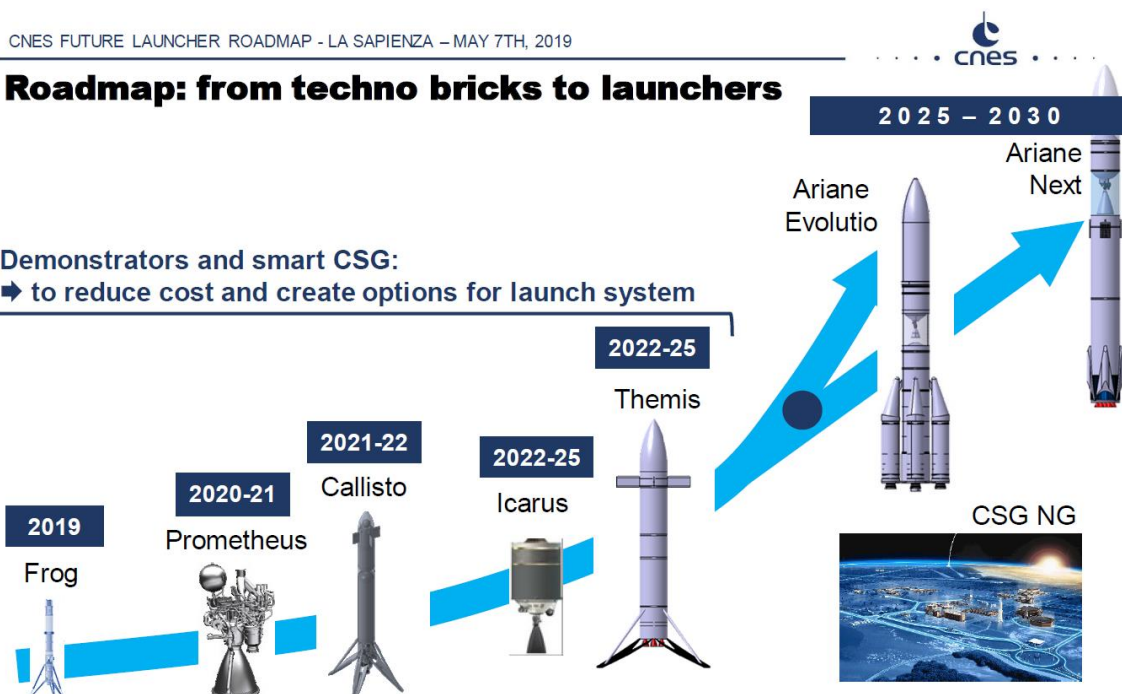 CNES FUTURE LAUNCHER ROADMAP - LA SAPIENZA – MAY 7TH, 2019
cnes
Roadmap: from techno bricks to launchers
2025 – 2030
Ariane
Next
Ariane
Evolutio
Demonstrators and smart CSG:
➡ to reduce cost and create options for launch system
2022-25
Themis
2021-22
Callisto
2022-25
Icarus
2020-21
Prometheus
2019
Frog
CSG NG